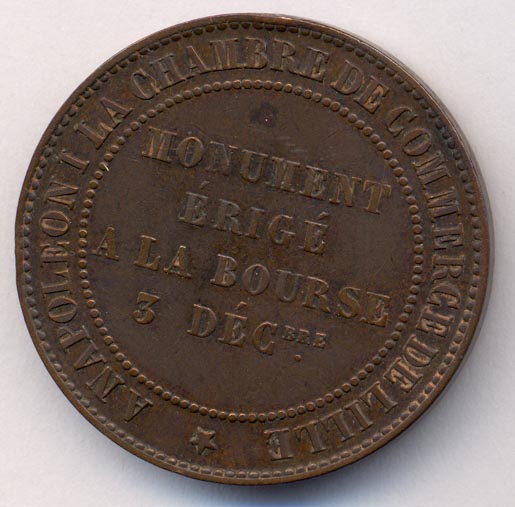 A NAPOLEON I LA CHAMBRE DE COMMERCE DE LILLE
MONUMENT
ÉRIGÉ
A LA BOURSE
3 DÉCBRE